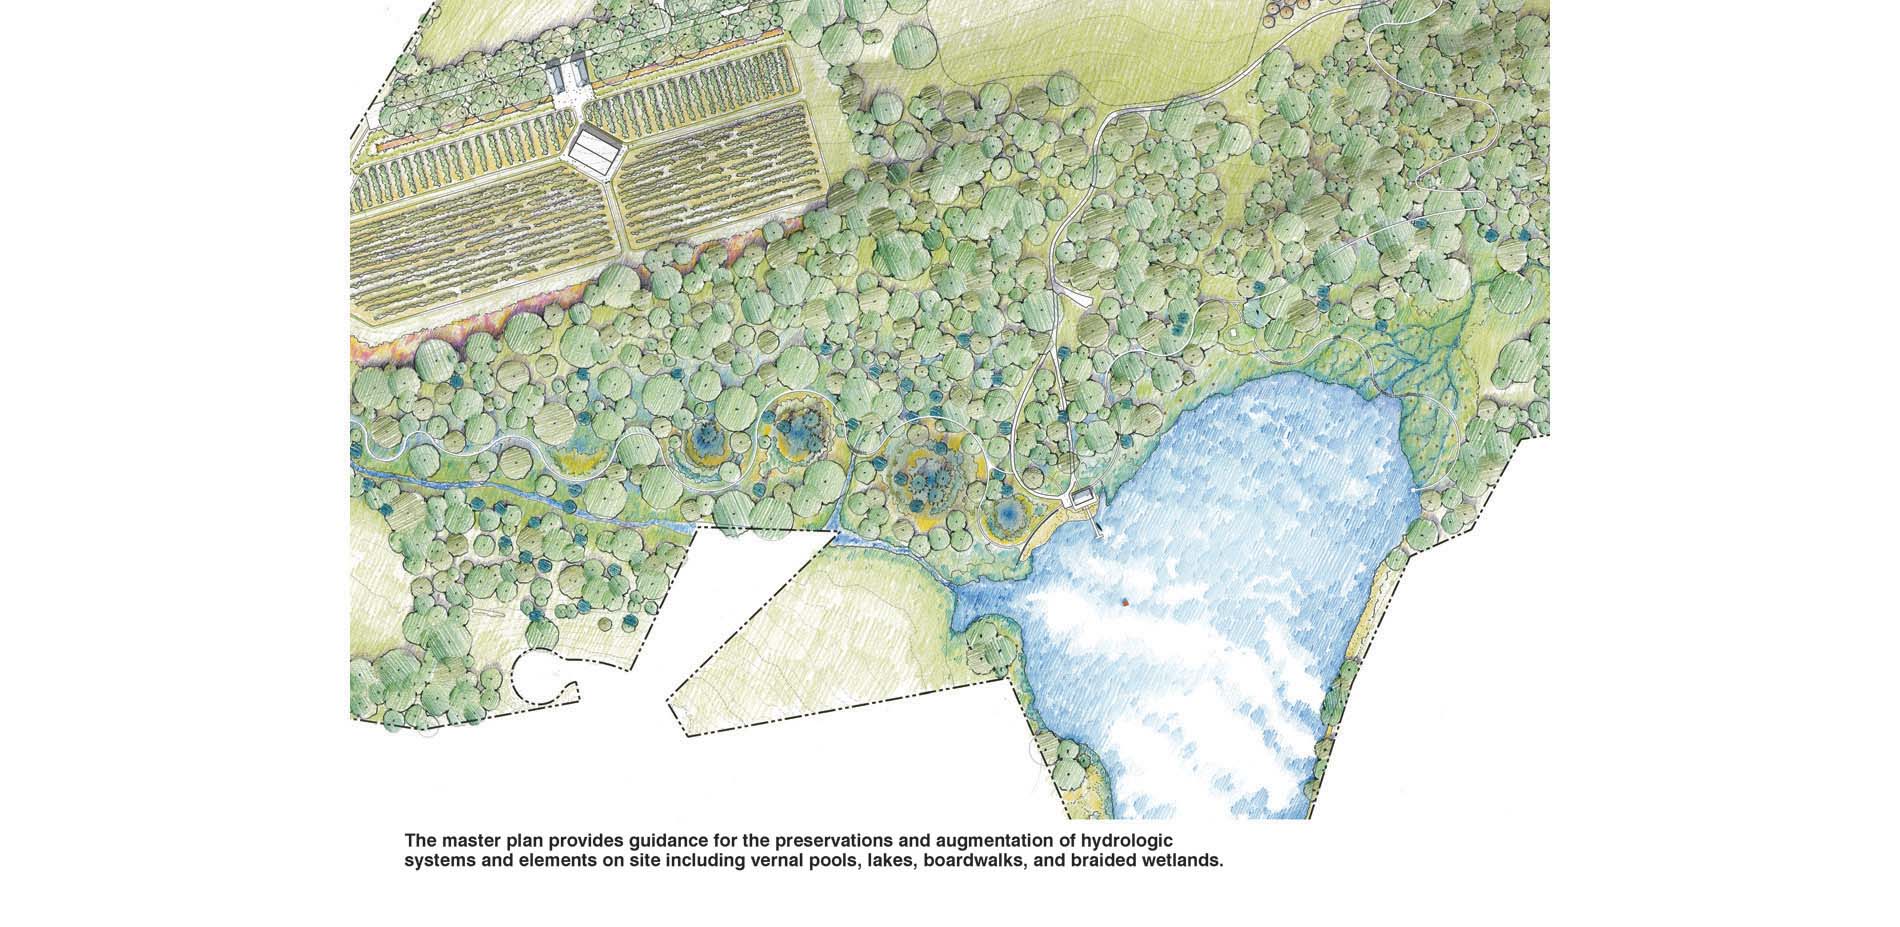 The master plan provides guidance for the preservations and augmentation of hydrologic
systems and elements on site including vernal pools, lakes, boardwalks, and braided wetlands.